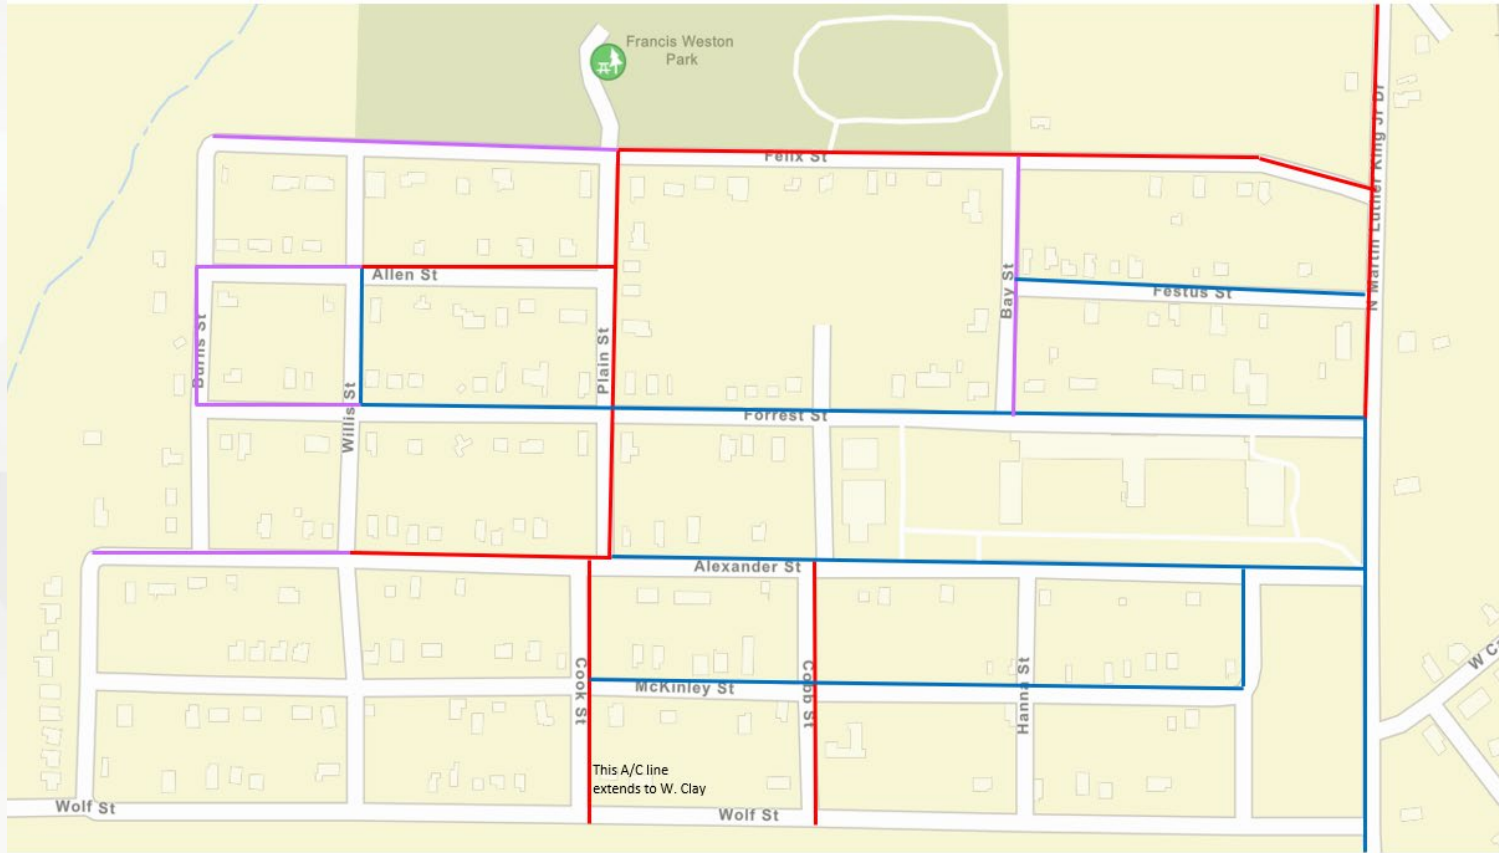 Francis Weston
Park
Felix St
N Martin Luther King Jr Dr
Allen St
Bay St
Festus St
Burns St
Plain St
Willis St
Forrest St
Alexander St
Cook St
McKinley St
Cobb St
Hanna St
This A/C line
extends to W. Clay
Wolf St
Wolf St